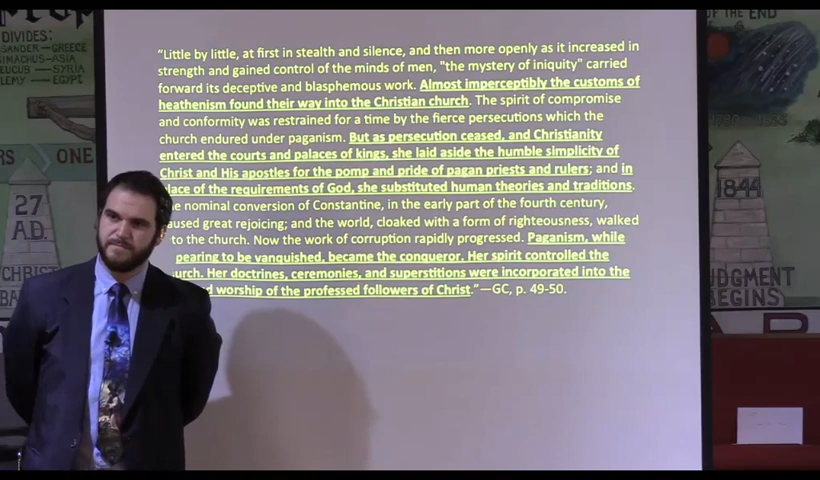 DIVIDES:
SANDER—GREECE
SIMACHUS-ASIA
EUCUS — SYRIA
LEMY — EGYPT
RS
ONE
27
A.D.
CHRIST
BA
"Little by little, at first in stealth and silence, and then more openly as it increased in
strength and gained control of the minds of men, "the mystery of iniquity" carried
forward its deceptive and blasphemous work. Almost imperceptibly the customs of
heathenism found their way into the Christian church. The spirit of compromise
and conformity was restrained for a time by the fierce persecutions which the
church endured under paganism. But as persecution ceased, and Christianity
entered the courts and palaces of kings, she laid aside the humble simplicity of
Christ and His apostles for the pomp and pride of pagan priests and rulers; and in
place of the requirements of God, she substituted human theories and traditions.
e nominal conversion of Constantine, in the early part of the fourth century,
aused great rejoicing; and the world, cloaked with a form of righteousness, walked
to the church. Now the work of corruption rapidly progressed. Paganism, while
pearing to be vanquished, became the conqueror. Her spirit controlled the
urch. Her doctrines, ceremonies, and superstitions were incorporated into the
d worship of the professed followers of Christ."—GC, p. 49-50.
OF THE END
1844
UDGMENT
BEGINS